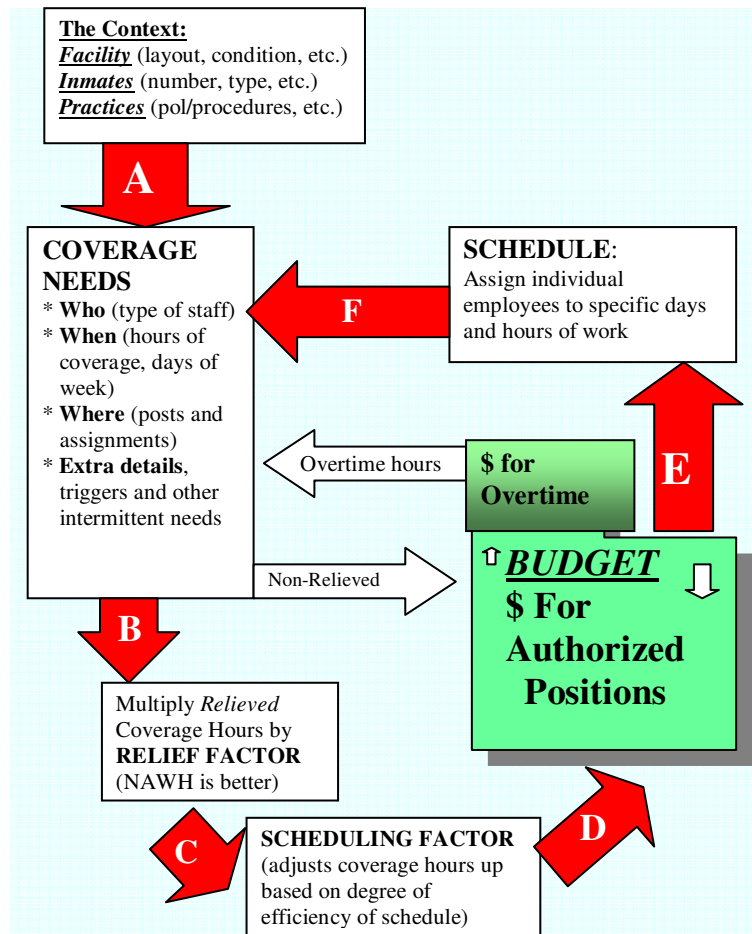 The Context:
Facility (layout, condition, etc.)
Inmates (number, type, etc.)
Practices (pol/procedures, etc.)
A
COVERAGE
NEEDS
* Who (type of staff)
* When (hours of
coverage, days of
week)
* Where (posts and
assignments)
* Extra details,
triggers and other
intermittent needs
SCHEDULE:
Assign individual
employees to specific days
and hours of work
F
Overtime hours
$ for
Overtime
E
Non-Relieved
BUDGET
$ For
Authorized
Positions
B
Multiply Relieved
Coverage Hours by
RELIEF FACTOR
(NAWH is better)
C
SCHEDULING FACTOR
(adjusts coverage hours up
based on degree of
efficiency of schedule)
D